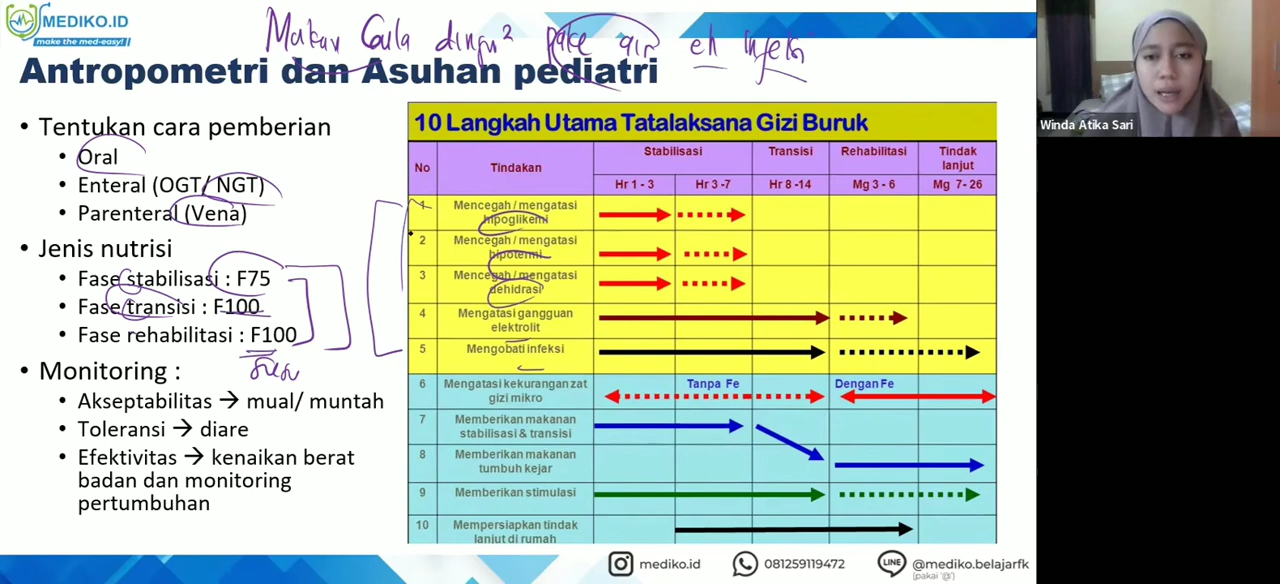 MEDIKO.ID
make the med-easy!
Makan Gula dingin² pake air eh infeksi
Antropometri dan Asuhan pediatri
Winda Atika Sari
• Tentukan cara pemberian
• Oral
• Enteral (OGT/ NGT)
• Parenteral (Vena)
• Jenis nutrisi
• Fase stabilisasi : F75
• Fase transisi : F100
• Fase rehabilitasi : F100
• Monitoring :
• Akseptabilitas → mual/ muntah
• Toleransi → diare
• Efektivitas → kenaikan berat
badan dan monitoring
pertumbuhan
10 Langkah Utama Tatalaksana Gizi Buruk
No Tindakan Stabilisasi Transisi Rehabilitasi Tindak lanjut
Hr 1 - 3 Hr 3 -7 Hr 8 -14 Mg 3 - 6 Mg 7- 26
1 Mencegah / mengatasi
hipoglikemi
2 Mencegah / mengatasi
hipotermi
3 Mencegah / mengatasi
dehidrasi
4 Mengatasi gangguan
elektrolit
5 Mengobati infeksi
6 Mengatasi kekurangan zat
gizi mikro
Tanpa Fe Dengan Fe
7 Memberikan makanan
stabilisasi & transisi
8 Memberikan makanan
tumbuh kejar
9 Memberikan stimulasi
10 Mempersiapkan tindak
lanjut di rumah
mediko.id 081259119472 LINE @mediko.belajarfk
(pakai '@')